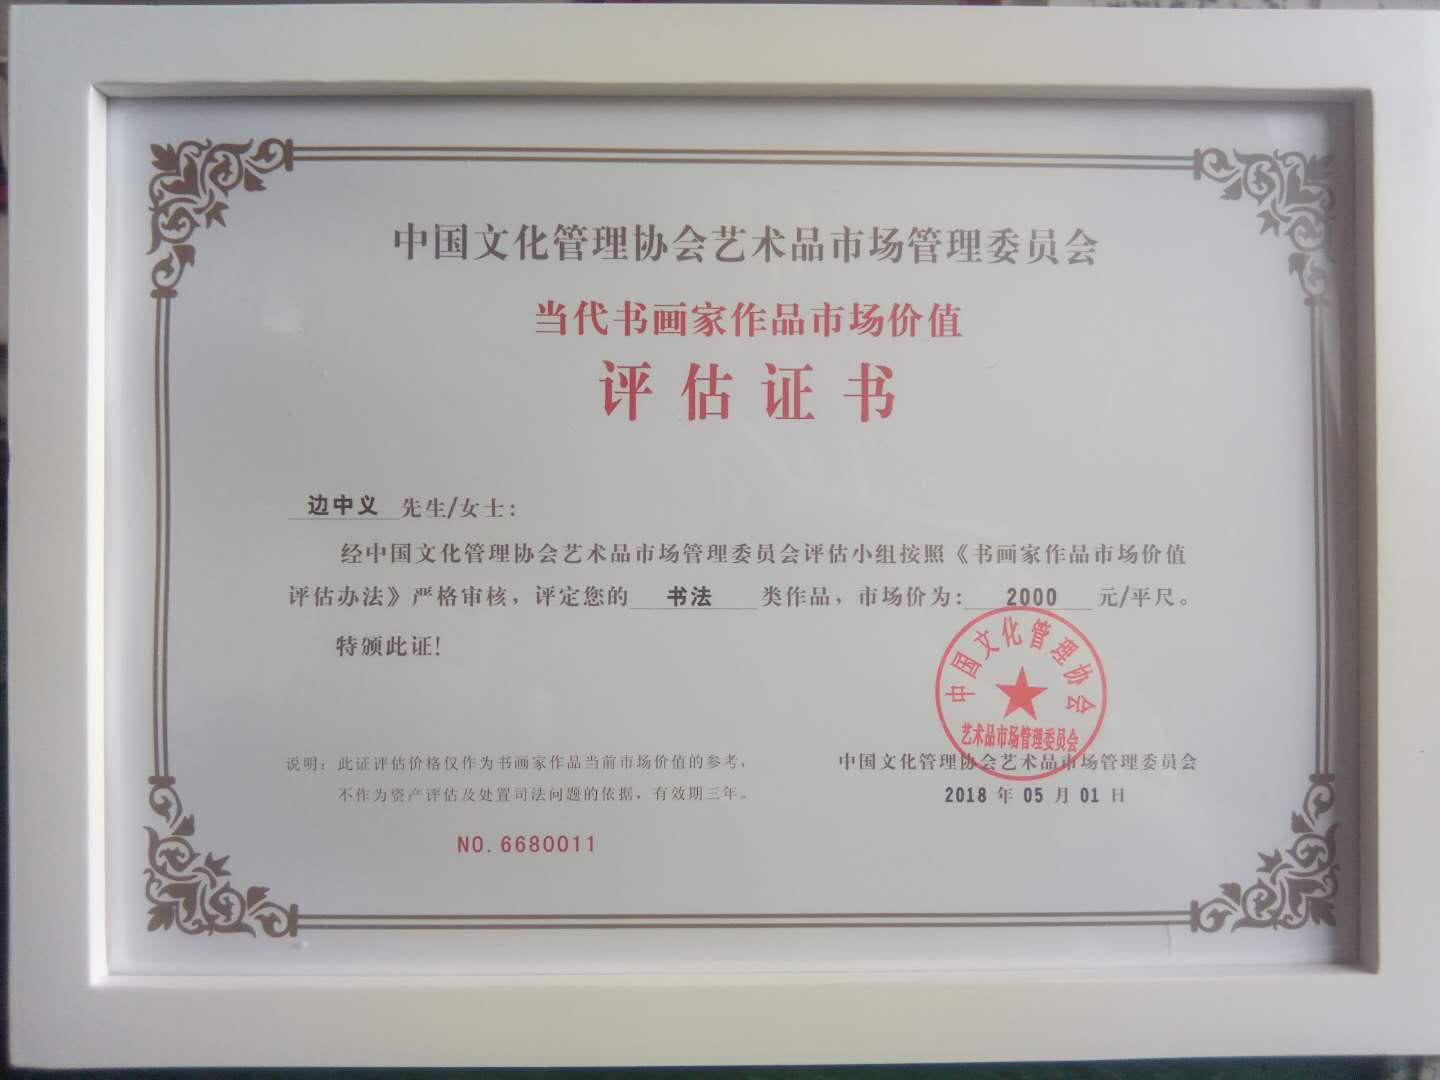 中国文化管理协会艺术品市场管理委员会
当代书画家作品市场价值
评估证书
边中义 先生/女士：
经中国文化管理协会艺术品市场管理委员会评估小组按照《书画家作品市场价值
评估办法》严格审核，评定您的 书法 类作品，市场价为: 2000 元/平尺。
特颁此证!
中国文化管理协会
艺术品市场管理委员会
说明：此证评估价格仅作为书画家作品当前市场价值的参考，
不作为资产评估及处置司法问题的依据，有效期三年。
中国文化管理协会艺术品市场管理委员会
2018 年 05 月 01 日
NO. 6680011